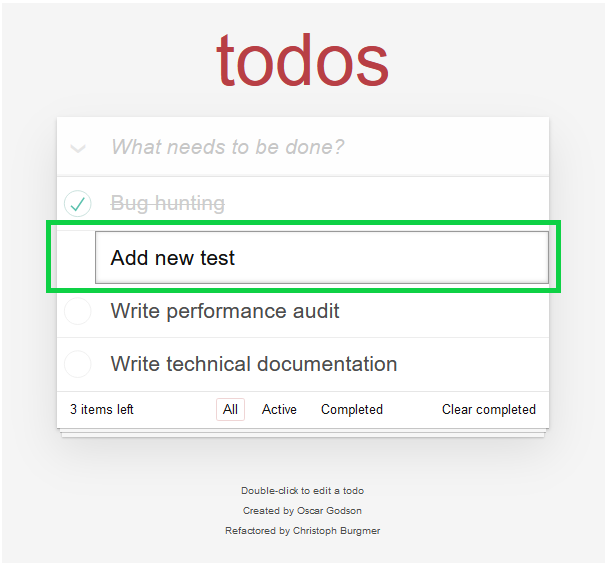 todos
What needs to be done?
Bug hunting
Add new test
Write performance audit
Write technical documentation
3 items left All Active Completed Clear completed
Double-click to edit a todo
Created by Oscar Godson
Refactored by Christoph Burgmer